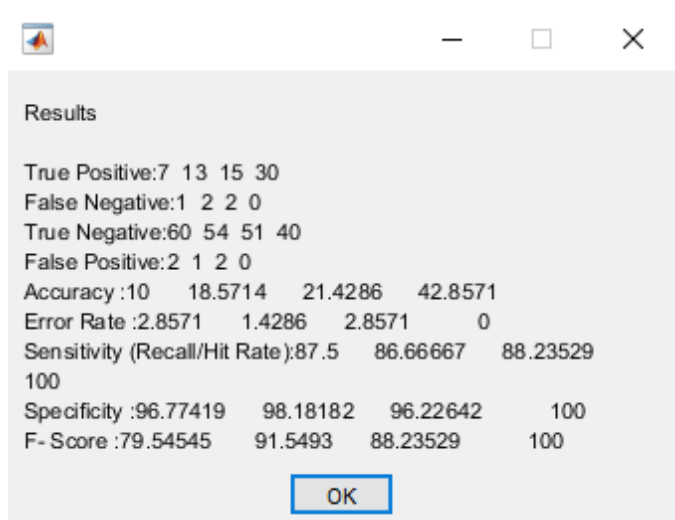 Results
True Positive:7 13 15 30
False Negative:1 2 2 0
True Negative:60 54 51 40
False Positive:2 1 2 0
Accuracy :10 18.5714 21.4286 42.8571
Error Rate :2.8571 1.4286 2.8571 0
Sensitivity (Recall/Hit Rate):87.5 86.66667 88.23529
100
Specificity :96.77419 98.18182 96.22642 100
F- Score :79.54545 91.5493 88.23529 100
OK